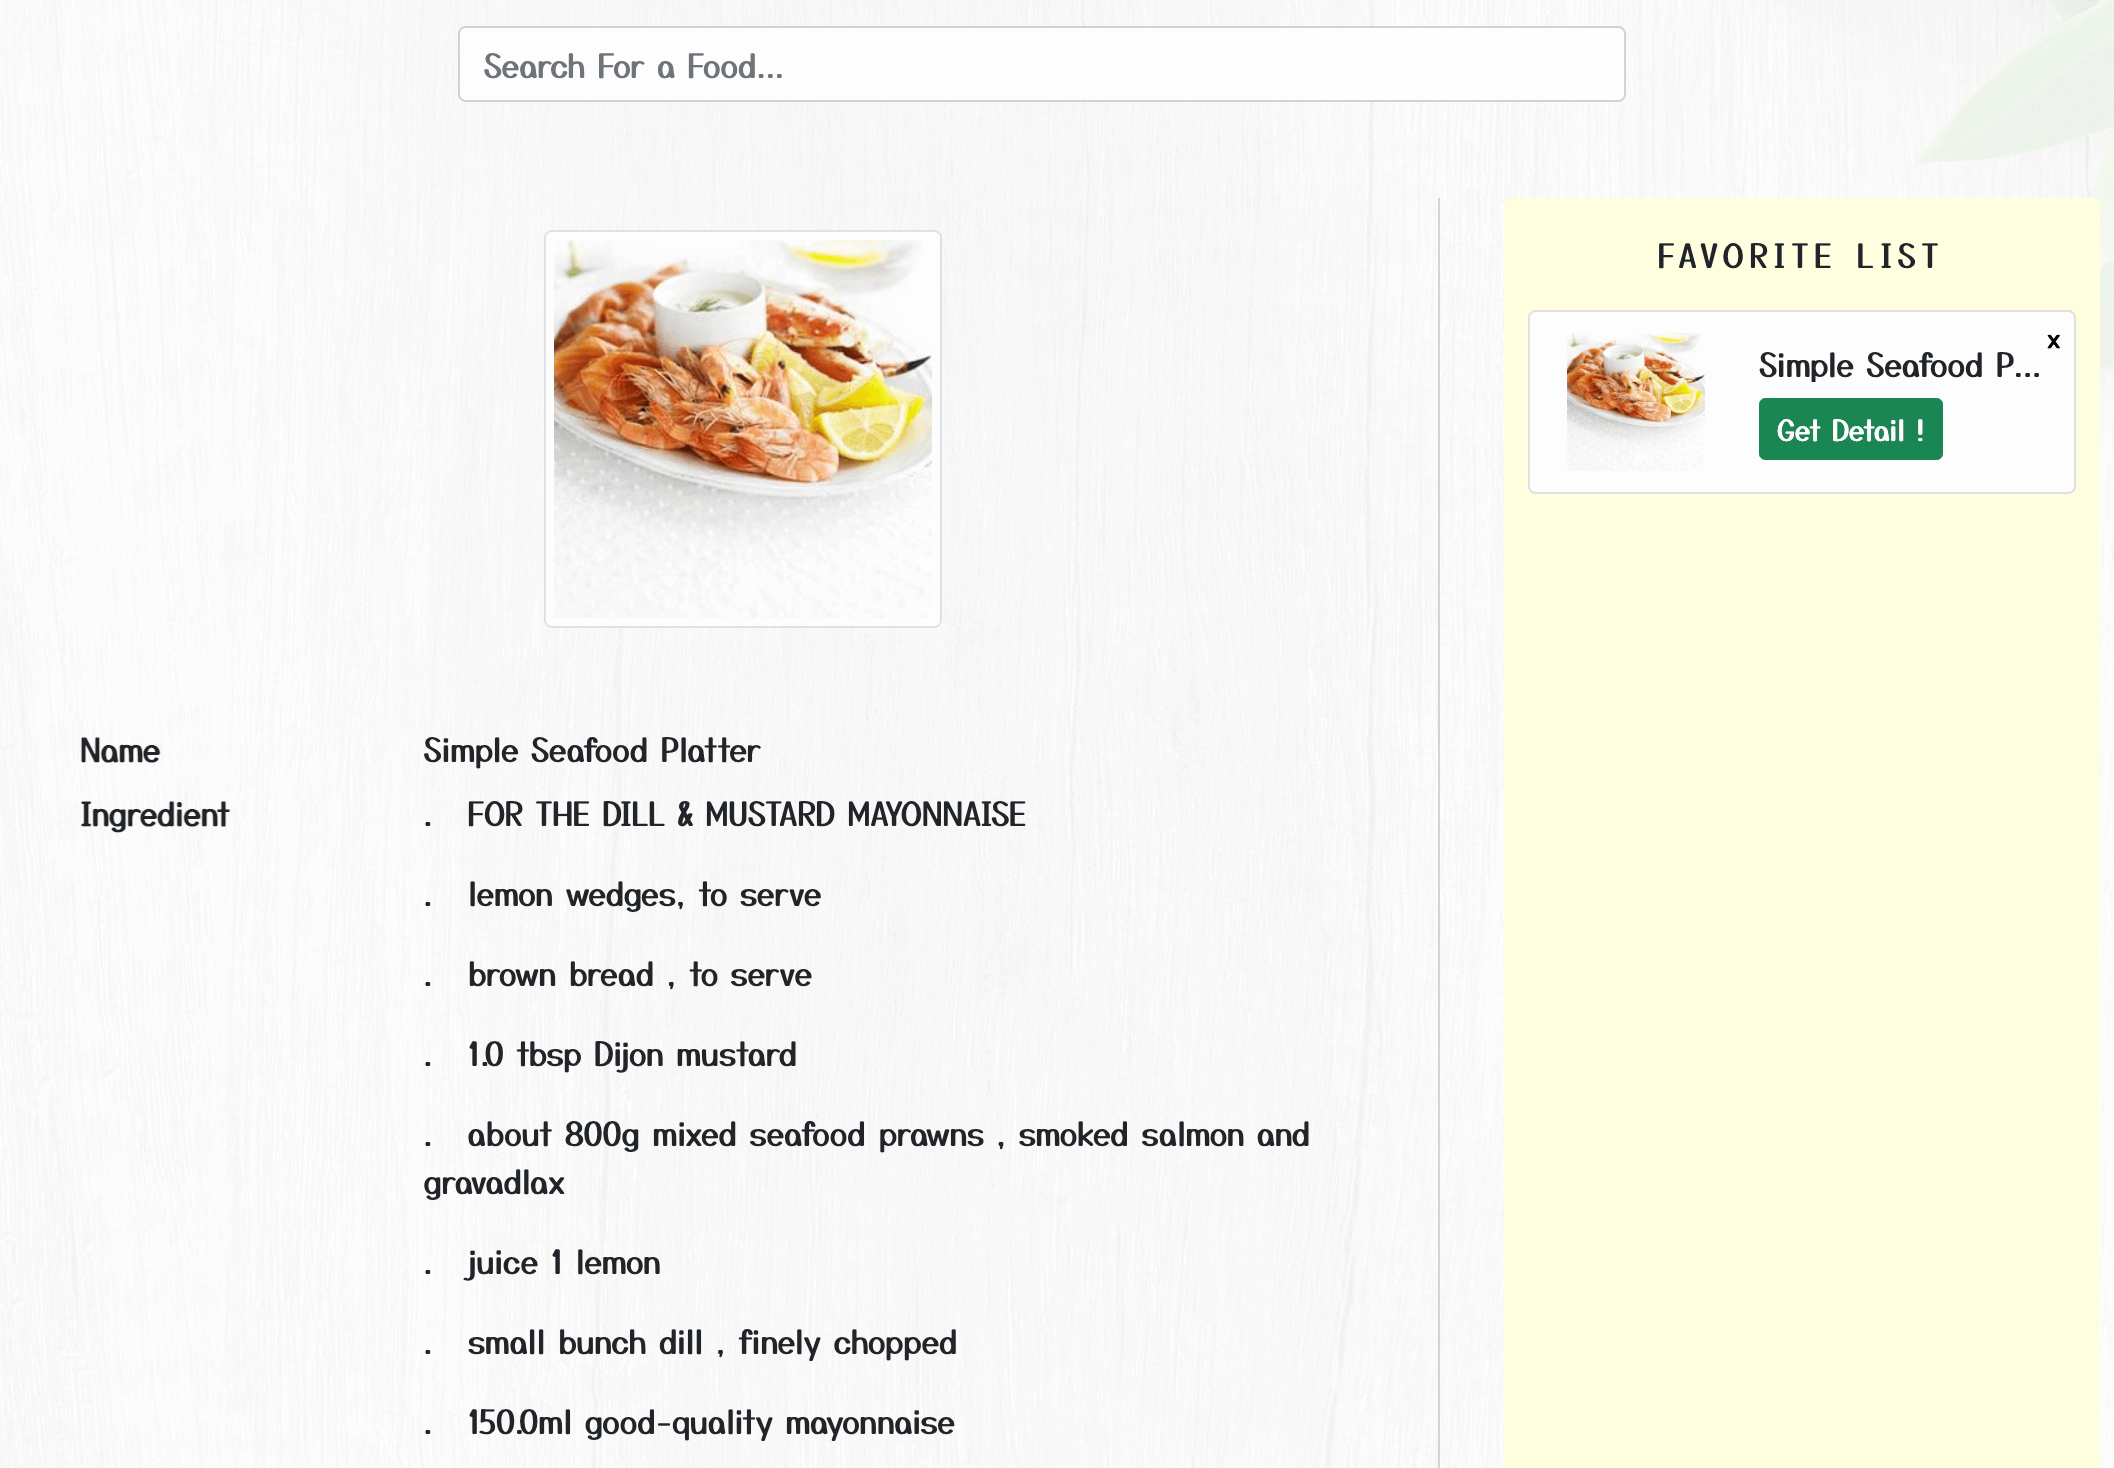 Search For a Food...
FAVORITE LIST
x
Simple Seafood P...
Get Detail !
Name
Simple Seafood Platter
Ingredient
. FOR THE DILL & MUSTARD MAYONNAISE
. lemon wedges, to serve
. brown bread , to serve
. 1.0 tbsp Dijon mustard
. about 800g mixed seafood prawns , smoked salmon and
gravadlax
. juice 1 lemon
. small bunch dill , finely chopped
. 150.0ml good-quality mayonnaise